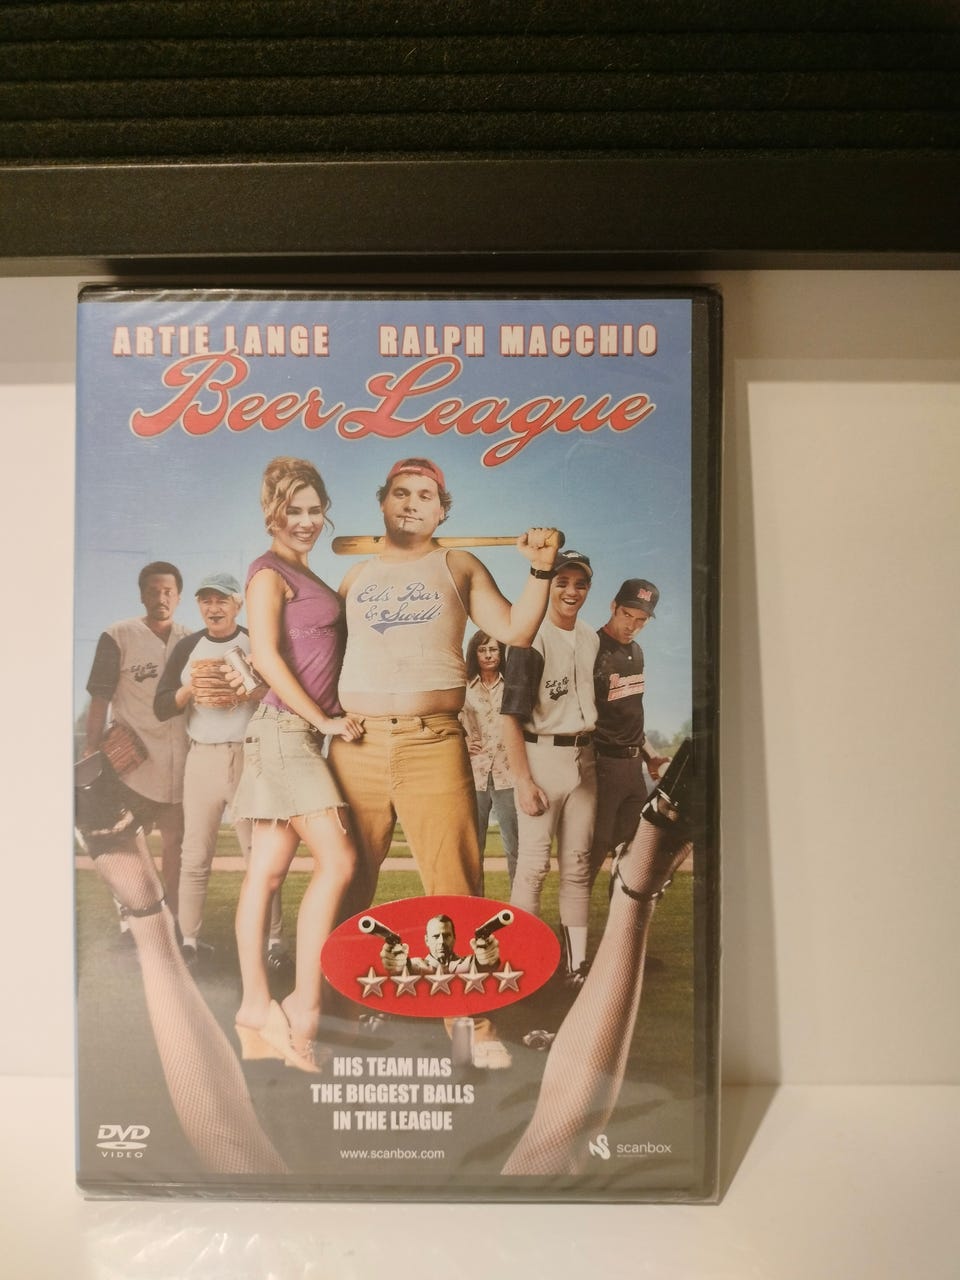 ARTIE LANGE RALPH MACCHIO
Beer League
Ed's Bar
& Swill
M
HIS TEAM HAS
THE BIGGEST BALLS
IN THE LEAGUE
www.scanbox.com
DVD
VIDEO
scanbox